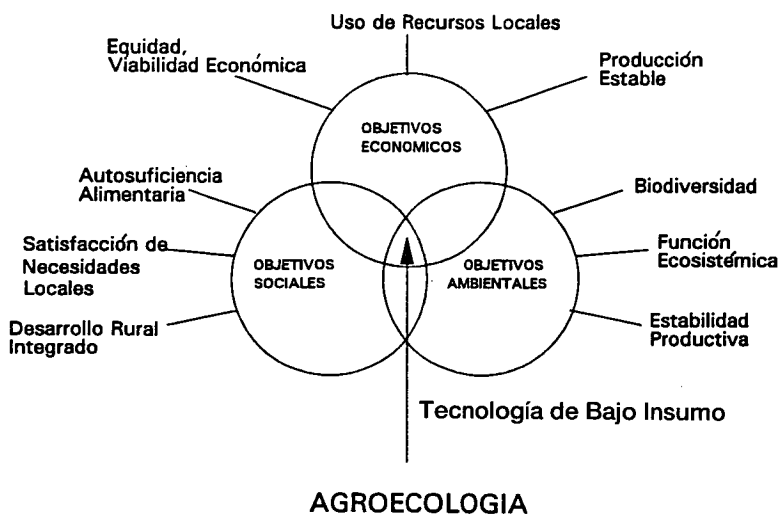 Uso de Recursos Locales
Equidad,
Viabilidad Económica
Producción
Estable
OBJETIVOS
ECONOMICOS
Autosuficiencia
Alimentaria
Biodiversidad
Satisfacción de
Necesidades
Locales
OBJETIVOS
SOCIALES
OBJETIVOS
AMBIENTALES
Función
Ecosistémica
Desarrollo Rural
Integrado
Estabilidad
Productiva
Tecnología de Bajo Insumo
AGROECOLOGIA